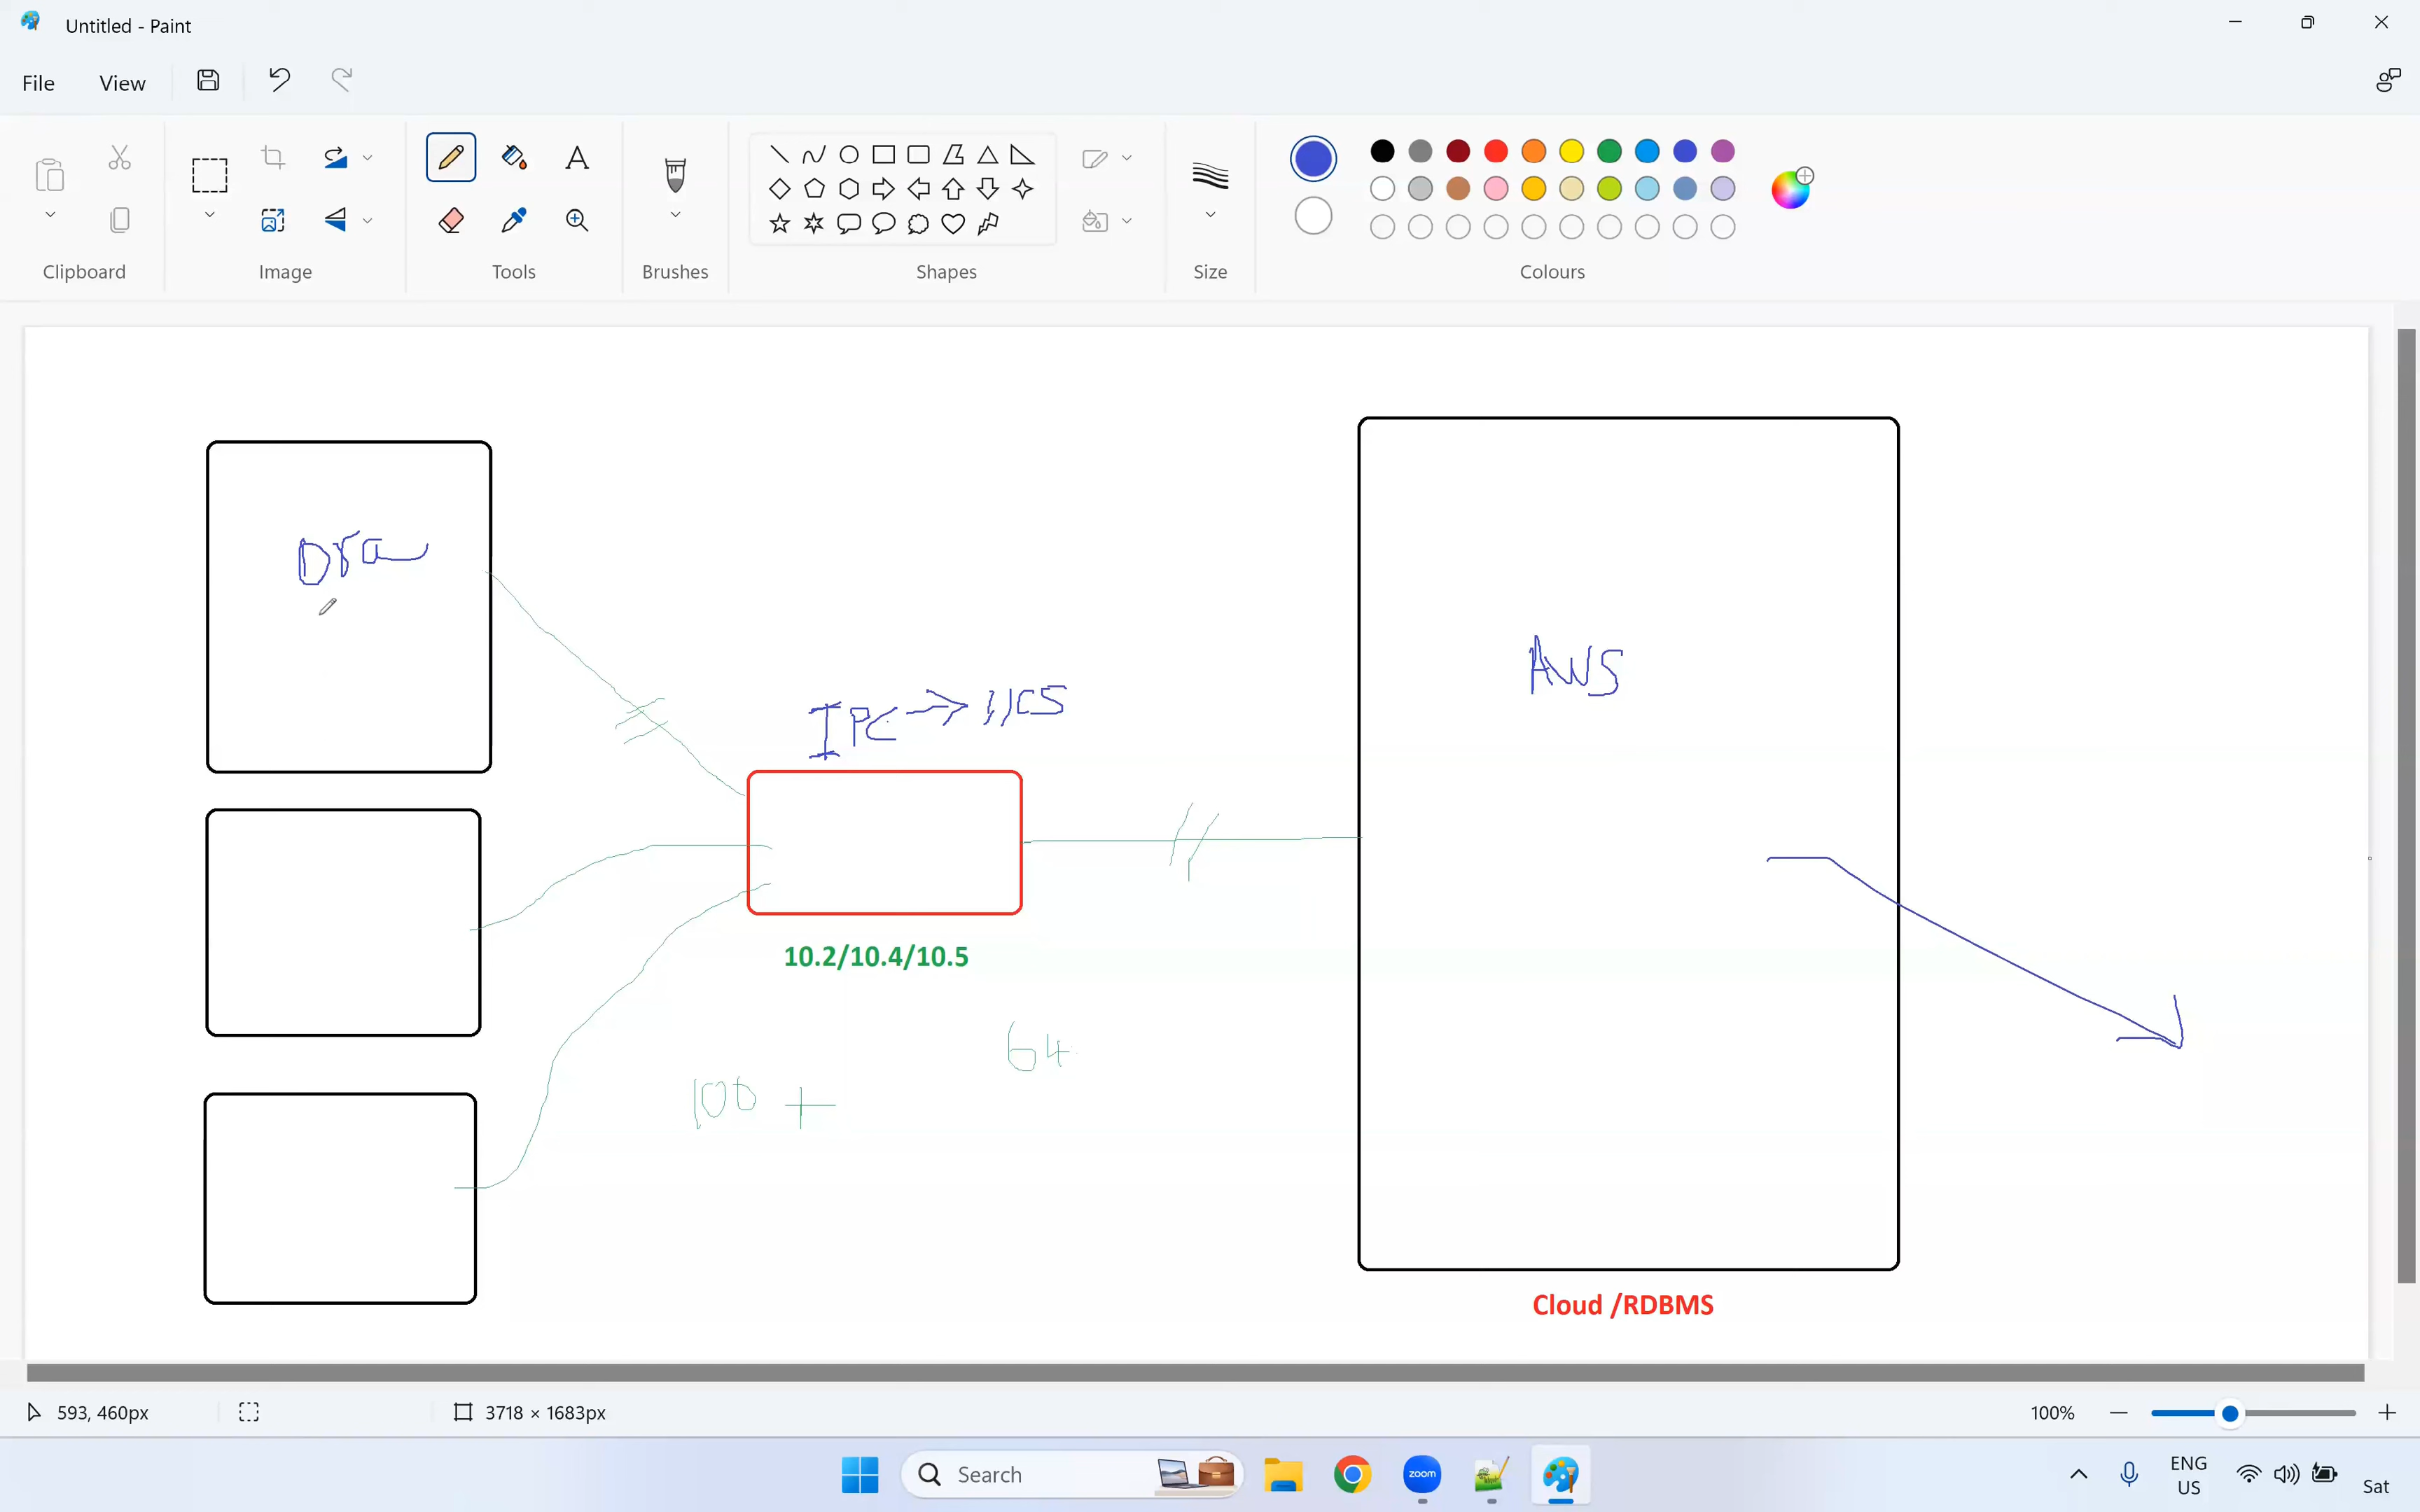 Untitled - Paint
File View
Clipboard Image Tools Brushes Shapes Size Colours
Ora
AWS
IPC
10.2/10.4/10.5
64
100 +
Cloud /RDBMS
593, 460px 3718 × 1683px 100%
Search zoom ENG
US Sat